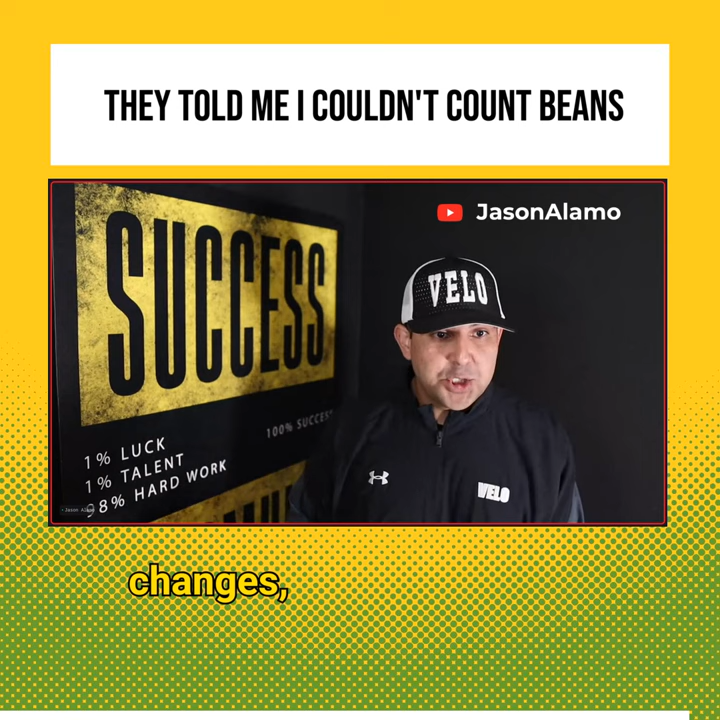 THEY TOLD ME I COULDN'T COUNT BEANS
JasonAlamo
VELO
SUCCESS
100% SUCCESS
1% LUCK
1% TALENT
98% HARD WORK
VELO
changes,